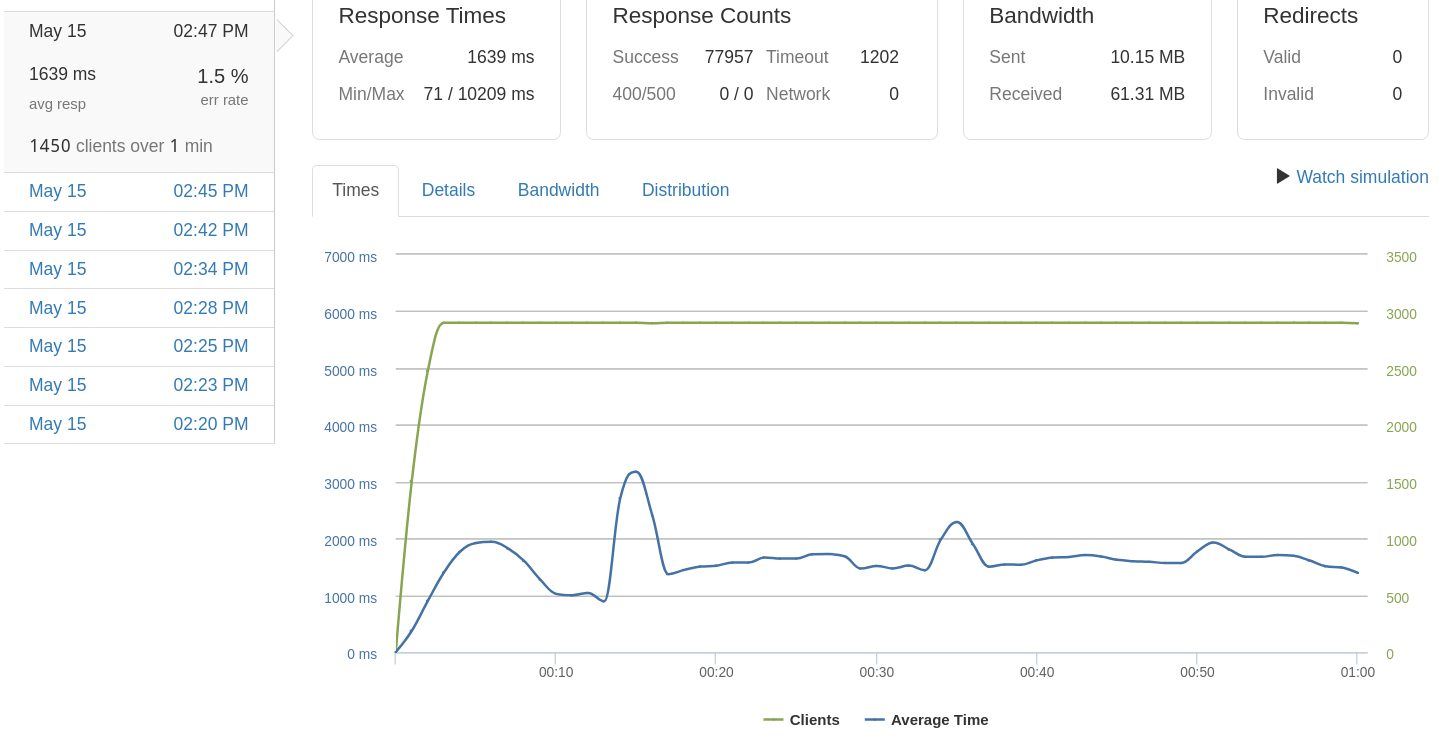 May 15 02:47 PM
1639 ms 1.5 %
avg resp err rate
1450 clients over 1 min
May 15 02:45 PM
May 15 02:42 PM
May 15 02:34 PM
May 15 02:28 PM
May 15 02:25 PM
May 15 02:23 PM
May 15 02:20 PM
Response Times
Average 1639 ms
Min/Max 71 / 10209 ms
Response Counts
Success 77957 Timeout 1202
400/500 0 / 0 Network 0
Bandwidth
Sent 10.15 MB
Received 61.31 MB
Redirects
Valid 0
Invalid 0
Times Details Bandwidth Distribution
Watch simulation
7000 ms 3500
6000 ms 3000
5000 ms 2500
4000 ms 2000
3000 ms 1500
2000 ms 1000
1000 ms 500
0 ms 0
00:10 00:20 00:30 00:40 00:50 01:00
Clients Average Time